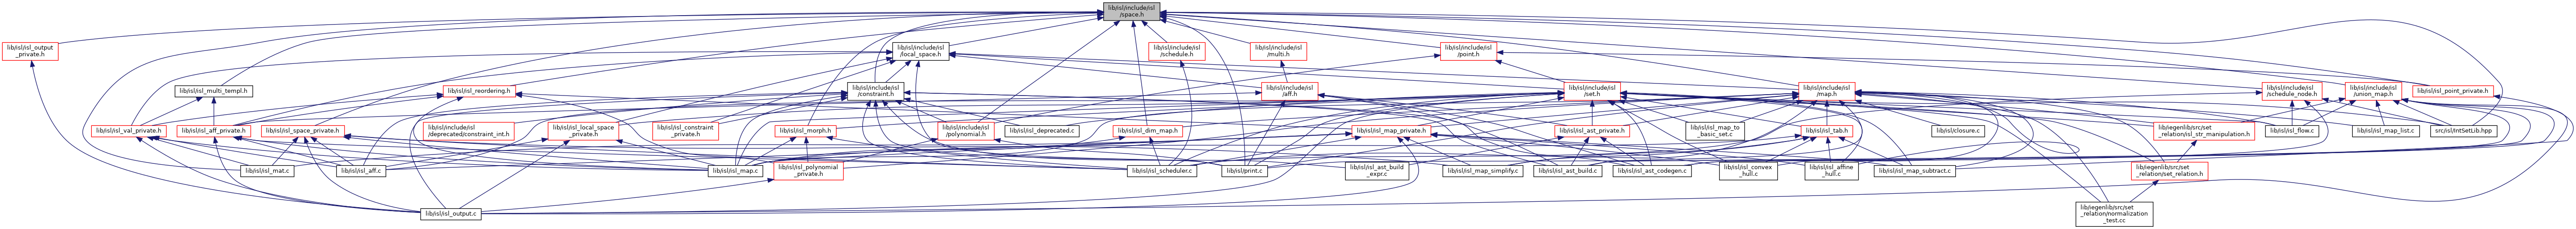 lib/isl/include/isl
/space.h
lib/isl/isl_output
_private.h
lib/isl/include/isl
/local_space.h
lib/isl/include/isl
/schedule.h
lib/isl/include/isl
/multi.h
lib/isl/include/isl
/point.h
lib/isl/isl_multi_templ.h
lib/isl/isl_reordering.h
lib/isl/include/isl
/constraint.h
lib/isl/include/isl
/aff.h
lib/isl/include/isl
/set.h
lib/isl/include/isl
/map.h
lib/isl/include/isl
/schedule_node.h
lib/isl/include/isl
/union_map.h
lib/isl/isl_point_private.h
lib/isl/isl_val_private.h
lib/isl/isl_aff_private.h
lib/isl/isl_space_private.h
lib/isl/include/isl
/deprecated/constraint_int.h
lib/isl/isl_local_space
_private.h
lib/isl/isl_constraint
_private.h
lib/isl/isl_morph.h
lib/isl/include/isl
/polynomial.h
lib/isl/isl_deprecated.c
lib/isl/isl_dim_map.h
lib/isl/isl_map_private.h
lib/isl/isl_ast_private.h
lib/isl/isl_map_to
_basic_set.c
lib/isl/isl_tab.h
lib/isl/closure.c
lib/iegenlib/src/set
_relation/isl_str_manipulation.h
lib/isl/isl_flow.c
lib/isl/isl_map_list.c
src/isl/IntSetLib.hpp
lib/isl/isl_mat.c
lib/isl/isl_aff.c
lib/isl/isl_map.c
lib/isl/isl_polynomial
_private.h
lib/isl/isl_scheduler.c
lib/isl/print.c
lib/isl/isl_ast_build
_expr.c
lib/isl/isl_map_simplify.c
lib/isl/isl_ast_build.c
lib/isl/isl_ast_codegen.c
lib/isl/isl_convex
_hull.c
lib/isl/isl_affine
_hull.c
lib/isl/isl_map_subtract.c
lib/iegenlib/src/set
_relation/set_relation.h
lib/isl/isl_output.c
lib/iegenlib/src/set
_relation/normalization
_test.cc